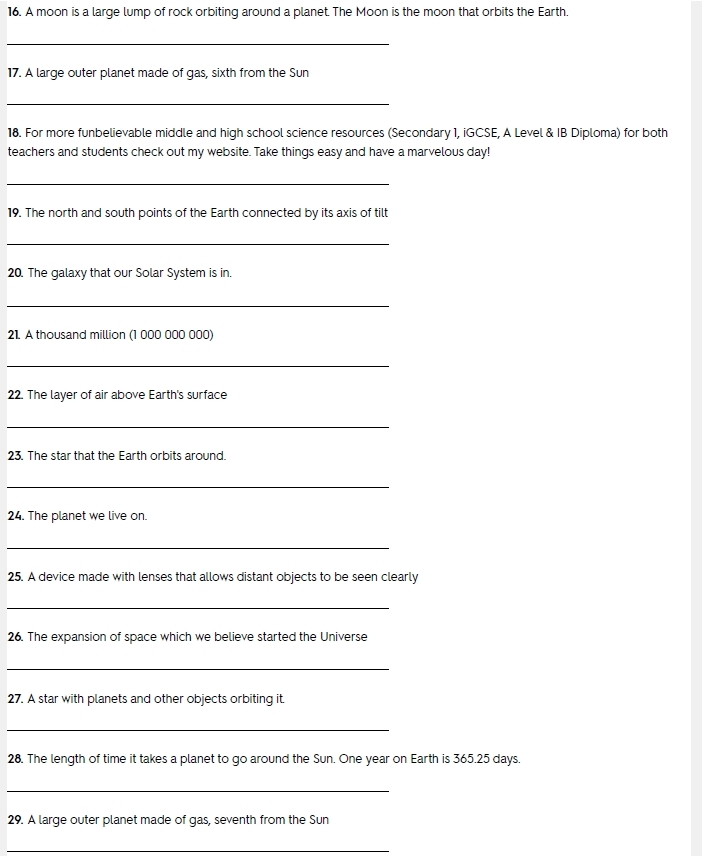 16. A moon is a large lump of rock orbiting around a planet. The Moon is the moon that orbits the Earth.
17. A large outer planet made of gas, sixth from the Sun
18. For more funbelievable middle and high school science resources (Secondary 1, iGCSE, A Level & IB Diploma) for both
teachers and students check out my website. Take things easy and have a marvelous day!
19. The north and south points of the Earth connected by its axis of tilt
20. The galaxy that our Solar System is in.
21. A thousand million (1 000 000 000)
22. The layer of air above Earth's surface
23. The star that the Earth orbits around.
24. The planet we live on.
25. A device made with lenses that allows distant objects to be seen clearly
26. The expansion of space which we believe started the Universe
27. A star with planets and other objects orbiting it.
28. The length of time it takes a planet to go around the Sun. One year on Earth is 365.25 days.
29. A large outer planet made of gas, seventh from the Sun